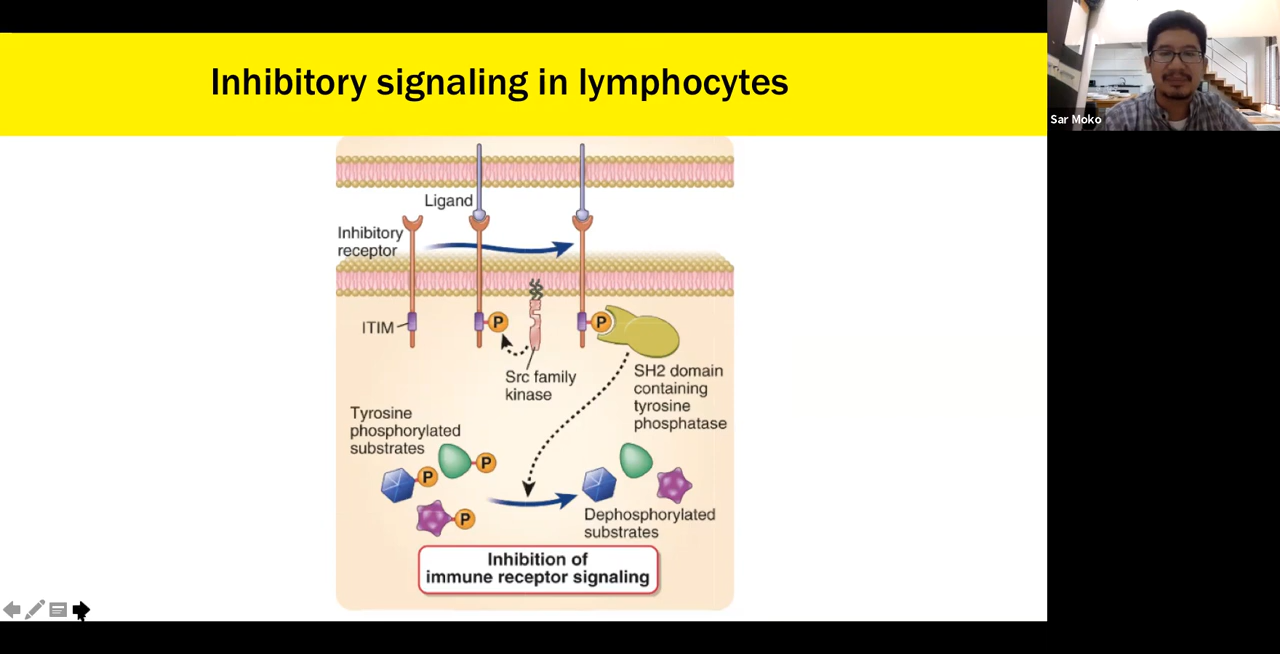 Inhibitory signaling in lymphocytes
Sar Moko
Ligand
Inhibitory
receptor
ITIM
P
P
Src family
kinase
SH2 domain
containing
tyrosine
phosphatase
Tyrosine
phosphorylated
substrates
P
P
P
Dephosphorylated
substrates
Inhibition of
immune receptor signaling